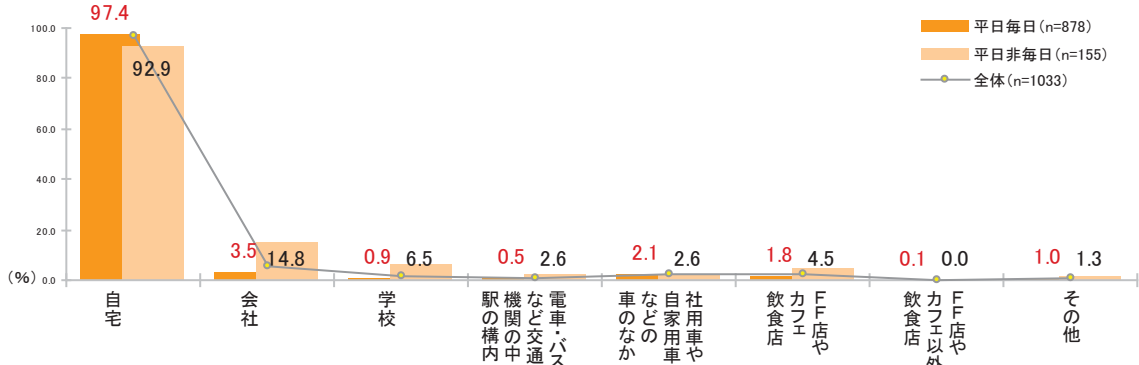 97.4
平日毎日(n=878)
平日非毎日(n=155)
全体(n=1033)
100.0
80.0
60.0
40.0
20.0
0.0
(%)
92.9
3.5
14.8
0.9
6.5
0.5
2.6
2.1
2.6
1.8
4.5
0.1
0.0
1.0
1.3
自宅
会社
学校
電車・バス
など交通
機関の中
駅の構内
社用車や
自家用車
などの
車のなか
FF店や
カフェ
飲食店
FF店や
カフェ以外
飲食店
その他